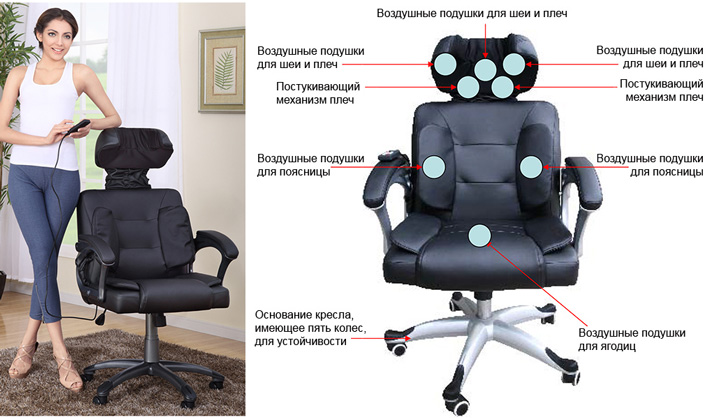 Воздушные подушки для шеи и плеч
Воздушные подушки
для шеи и плеч
Воздушные подушки
для шеи и плеч
Постукивающий
механизм плеч
Постукивающий
механизм плеч
Воздушные подушки
для поясницы
Воздушные подушки
для поясницы
Основание кресла,
имеющее пять колес,
для устойчивости
Воздушные подушки
для ягодиц